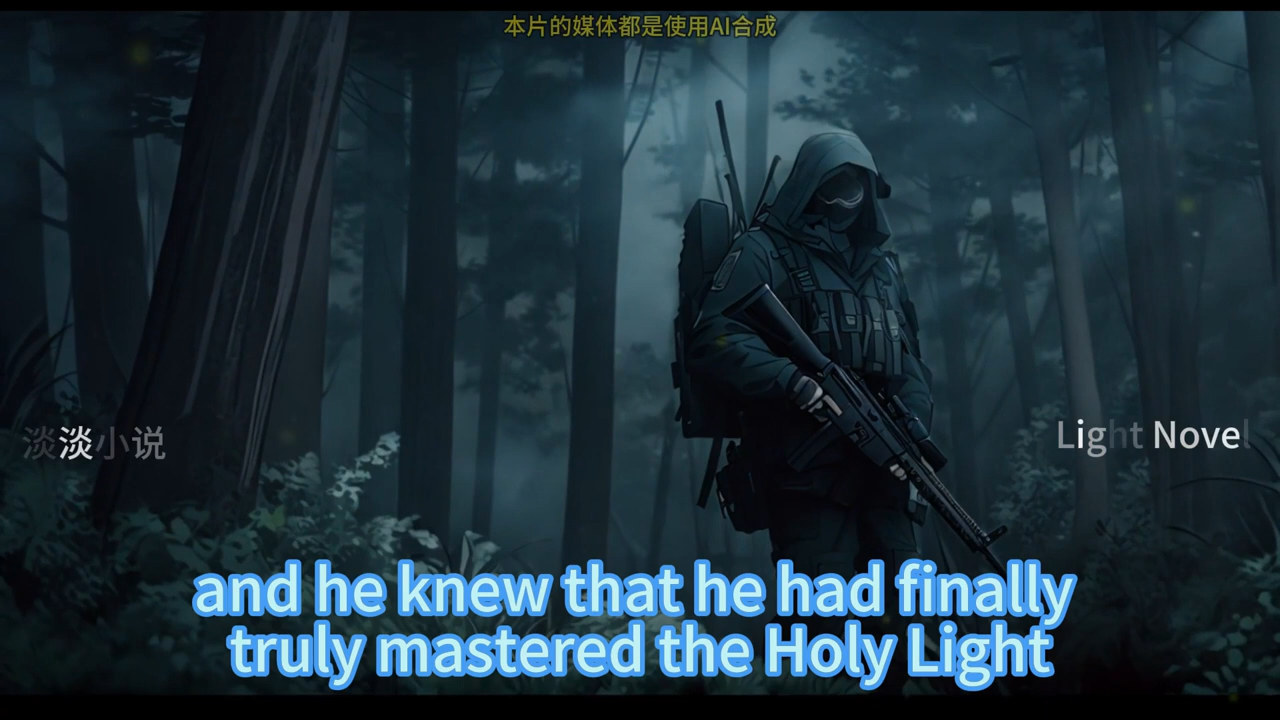 本片的媒体都是使用AI合成
淡淡小说
Light Novel
and he knew that he had finally
truly mastered the Holy Light